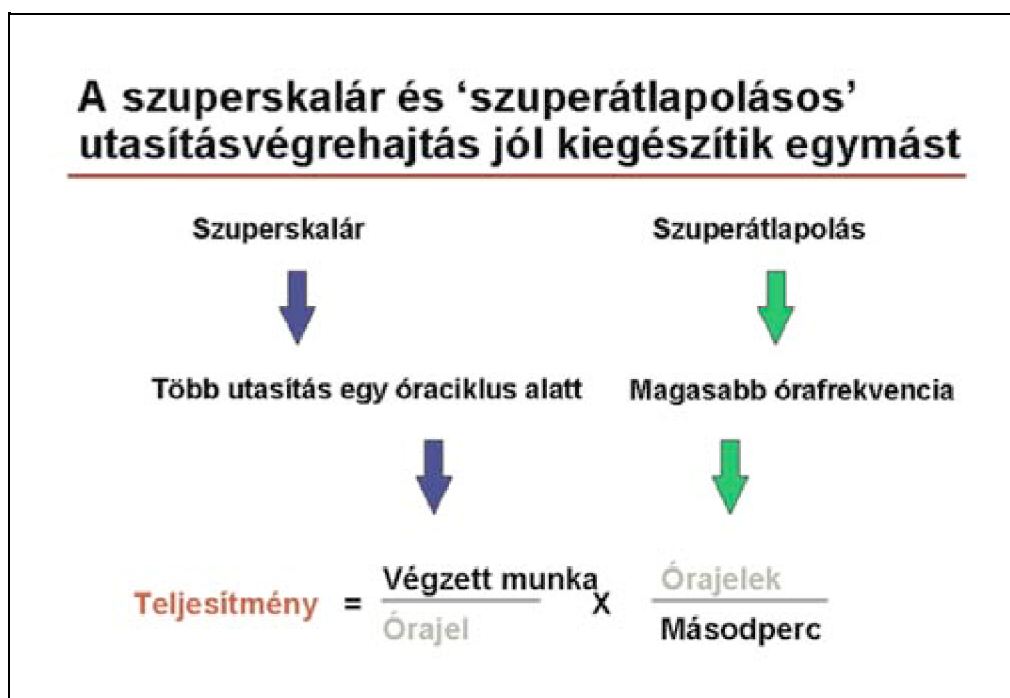 A szuperskalár és ‘szuperátlapolásos’
utasításvégrehajtás jól kiegészítik egymást
Szuperskalár
Szuperátlapolás
Több utasítás egy óraciklus alatt
Magasabb órafrekvencia
Teljesítmény = Végzett munka X Órajelek
Órajel Másodperc